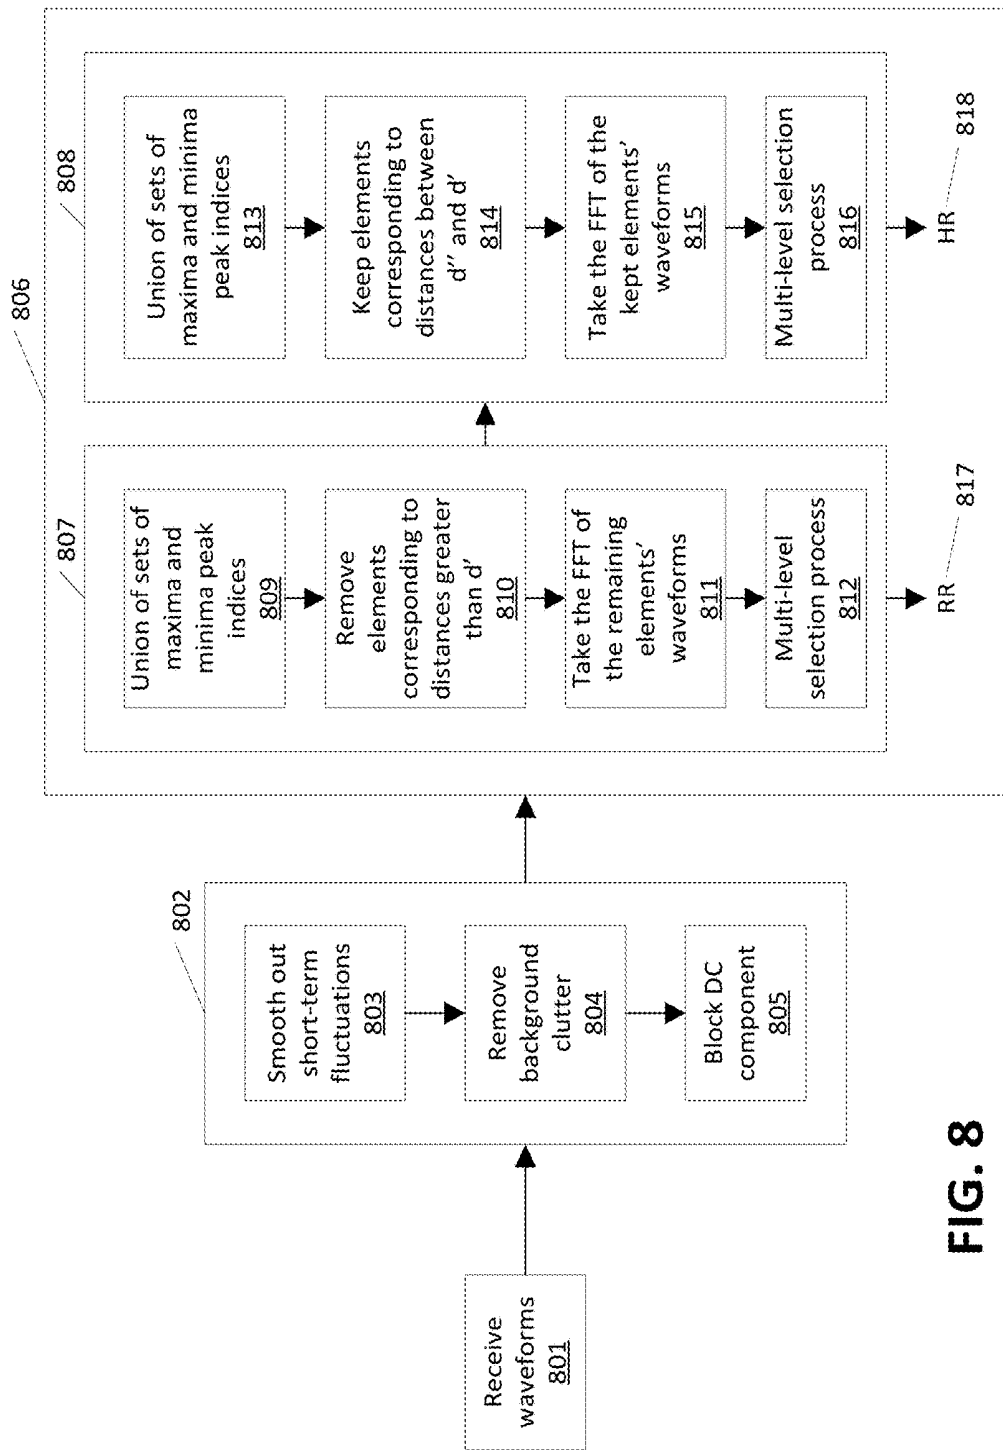 Receive
waveforms
801
802
Smooth out
short-term
fluctuations
803
Remove
background
clutter
804
Block DC
component
805
806
807
Union of sets of
maxima and
minima peak
indices
809
Remove
elements
corresponding to
distances greater
than d'
810
Take the FFT of
the remaining
elements'
waveforms
811
Multi-level
selection process
812
RR
817
808
Union of sets of
maxima and minima
peak indices
813
Keep elements
corresponding to
distances between
d'' and d'
814
Take the FFT of the
kept elements'
waveforms
815
Multi-level selection
process
816
HR
818
FIG. 8